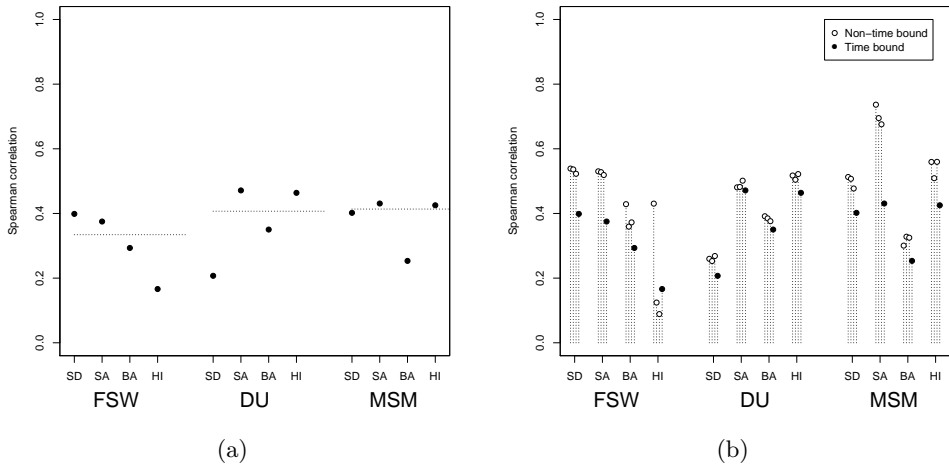 Spearman correlation
1.0
0.8
0.6
0.4
0.2
0.0
SD SA BA HI SD SA BA HI SD SA BA HI
FSW DU MSM
(a)
Spearman correlation
1.0
0.8
0.6
0.4
0.2
0.0
Non−time bound
Time bound
SD SA BA HI SD SA BA HI SD SA BA HI
FSW DU MSM
(b)